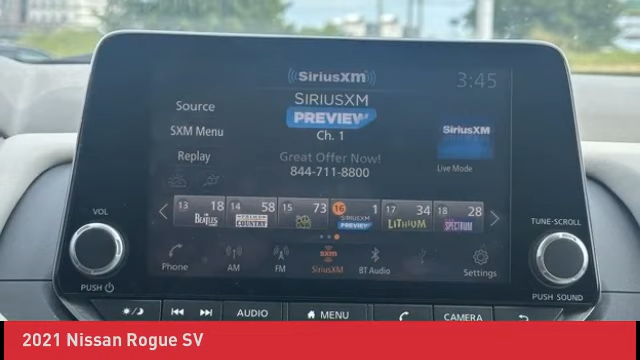 SiriusXM
3:45
Source
SIRIUSXM
PREVIEW
SXM Menu
Ch. 1
SiriusXM
Replay
Great Offer Now!
844-711-8800
Live Mode
13 18 14 58 15 73 16 1 17 34 18 28
THE BEATLES COUNTRY SIRIUSXM PREVIEW LITHIUM SPECTRUM
VOL
TUNE-SCROLL
PUSH
PUSH SOUND
sxm
Phone AM FM SiriusXM BT Audio Settings
AUDIO MENU CAMERA
2021 Nissan Rogue SV